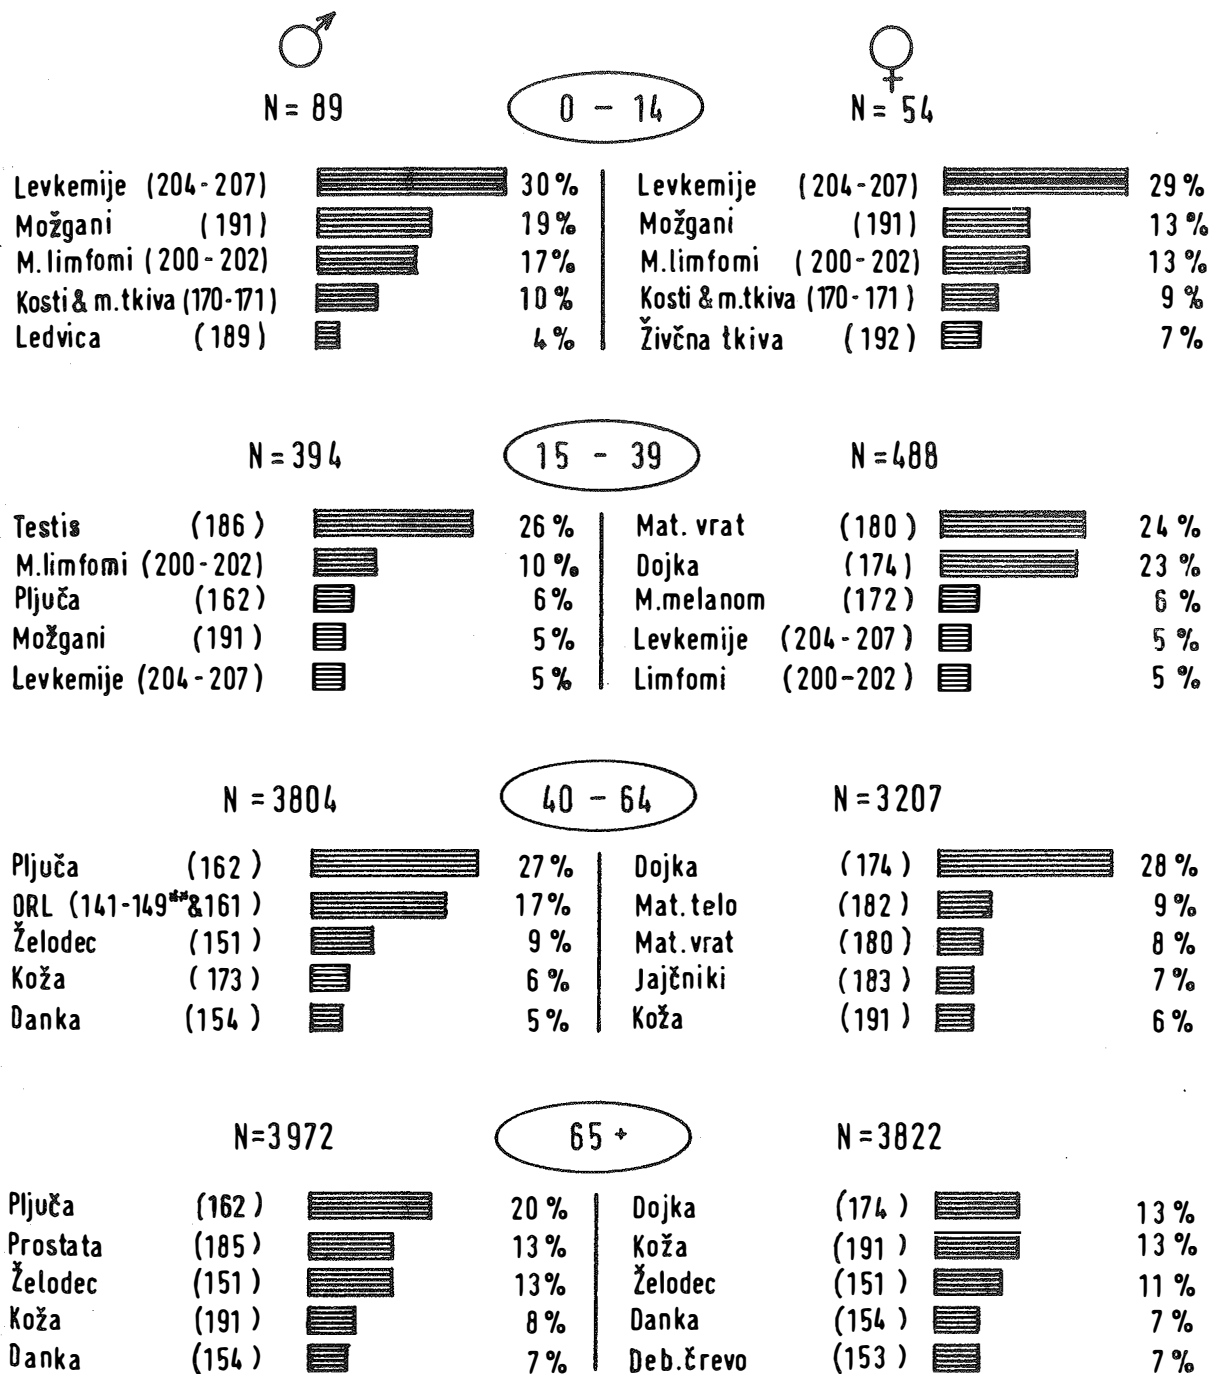 N = 89 0 - 14 N = 54
Levkemije (204-207) 30% Levkemije (204-207) 29%
Možgani (191) 19% Možgani (191) 13%
M.limfomi (200-202) 17% M.limfomi (200-202) 13%
Kosti & m.tkiva (170-171) 10% Kosti & m.tkiva (170-171) 9%
Ledvica (189) 4% Živčna tkiva (192) 7%
N = 394 15 - 39 N = 488
Testis (186) 26% Mat. vrat (180) 24%
M.limfomi (200-202) 10% Dojka (174) 23%
Pljuča (162) 6% M.melanom (172) 6%
Možgani (191) 5% Levkemije (204-207) 5%
Levkemije (204-207) 5% Limfomi (200-202) 5%
N = 3804 40 - 64 N = 3207
Pljuča (162) 27% Dojka (174) 28%
ORL (141-149**&161) 17% Mat.telo (182) 9%
Želodec (151) 9% Mat.vrat (180) 8%
Koža (173) 6% Jajčniki (183) 7%
Danka (154) 5% Koža (191) 6%
N=3972 65+ N=3822
Pljuča (162) 20% Dojka (174) 13%
Prostata (185) 13% Koža (191) 13%
Želodec (151) 13% Želodec (151) 11%
Koža (191) 8% Danka (154) 7%
Danka (154) 7% Deb.črevo (153) 7%